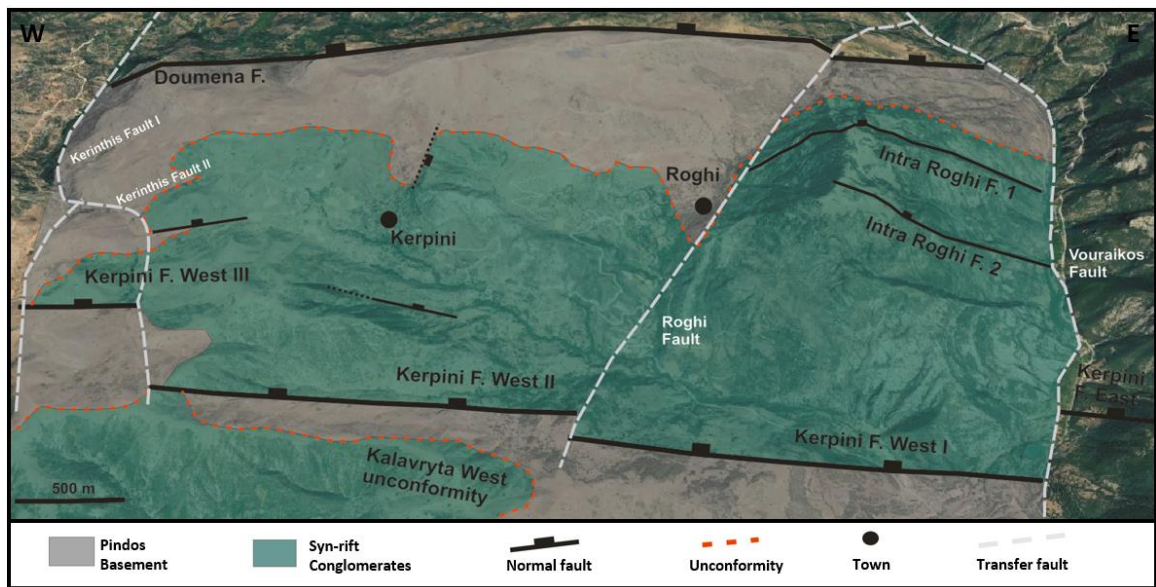 W
E
Doumena F.
Kerinthis Fault I
Kerinthis Fault II
Intra Roghi F. 1
Roghi
Kerpini
Intra Roghi F. 2
Vouraikos
Fault
Kerpini F. West III
Roghi
Fault
Kerpini F. West II
Kerpini
F. East
Kerpini F. West I
Kalavryta West
unconformity
500 m
Pindos
Basement
Syn-rift
Conglomerates
Normal fault
Unconformity
Town
Transfer fault